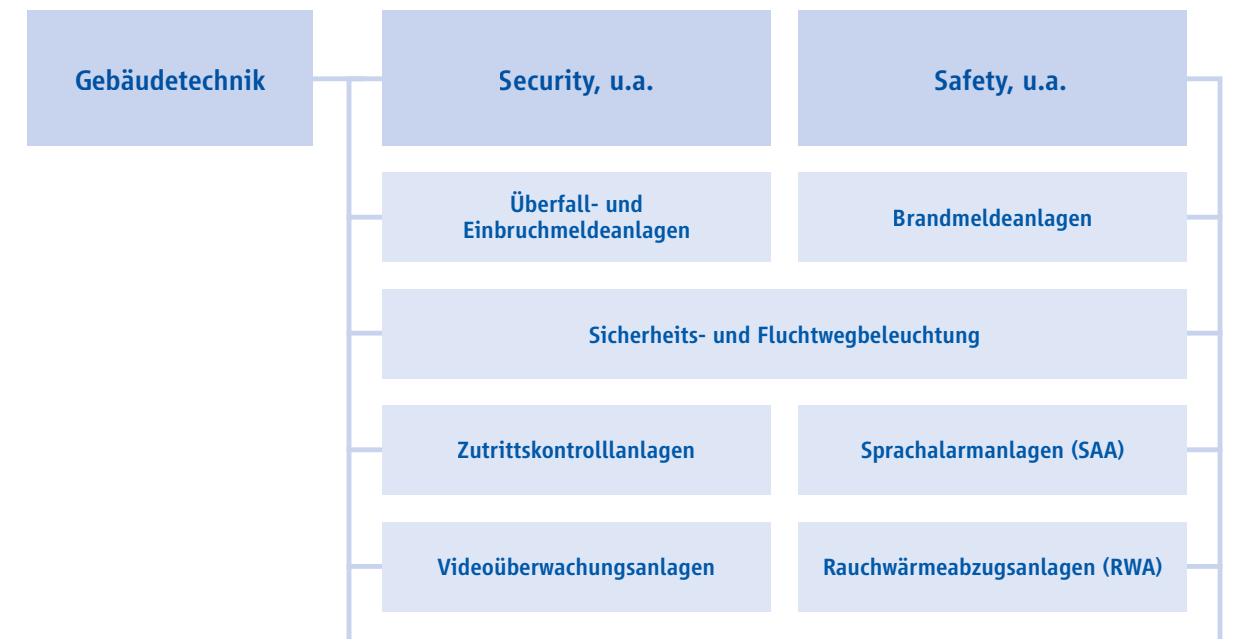 Gebäudetechnik
Security, u.a.
Safety, u.a.
Überfall- und
Einbruchmeldeanlagen
Brandmeldeanlagen
Sicherheits- und Fluchtwegbeleuchtung
Zutrittskontrolllanlagen
Sprachalarmanlagen (SAA)
Videoüberwachungsanlagen
Rauchwärmeabzugsanlagen (RWA)